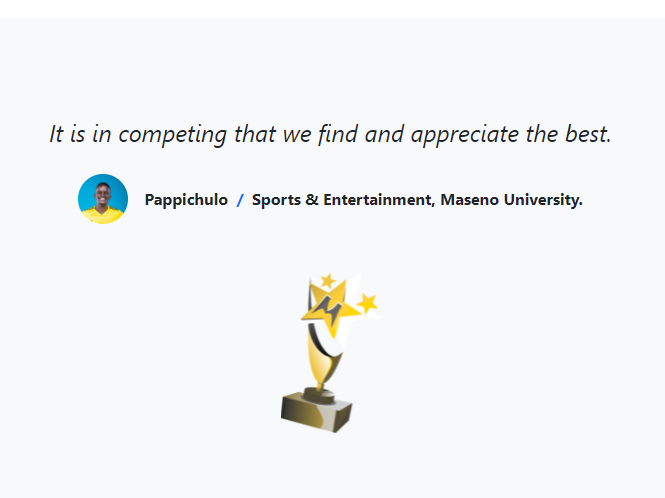 It is in competing that we find and appreciate the best.
Pappichulo / Sports & Entertainment, Maseno University.
M